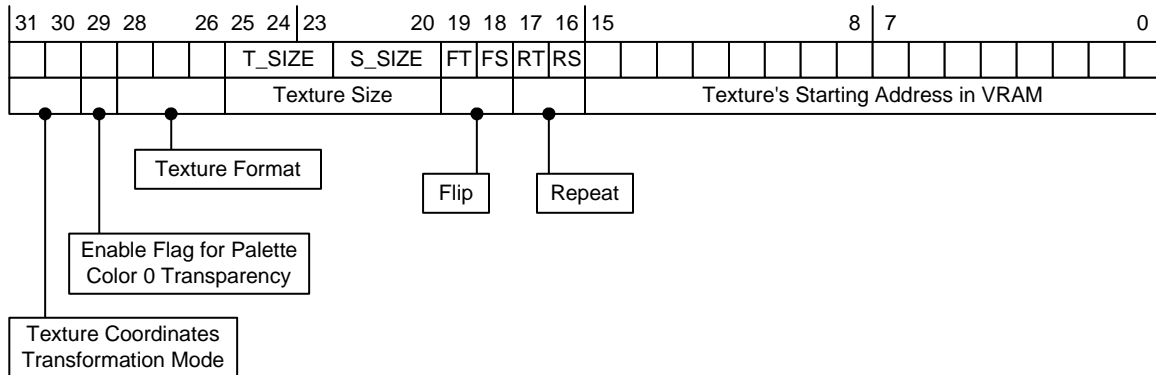 31 30 29 28 26 25 24 23 20 19 18 17 16 15 8 7 0
T_SIZE S_SIZE FT FS RT RS
Texture Size Texture's Starting Address in VRAM
Texture Format
Flip
Repeat
Enable Flag for Palette
Color 0 Transparency
Texture Coordinates
Transformation Mode